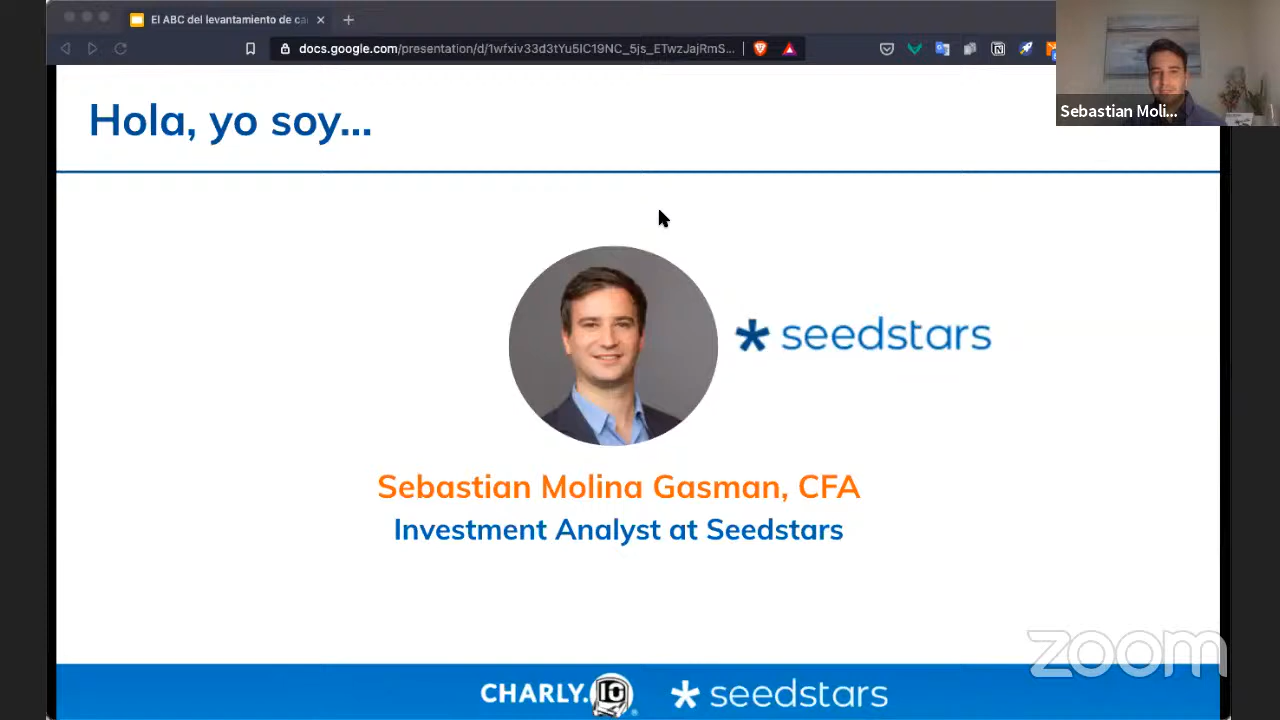 El ABC del levantamiento de ca
docs.google.com/presentation/d/1wfxiv33d3tYu5IC19NC_5js_ETwzJajRmS...
Sebastian Moli...
Hola, yo soy...
seedstars
Sebastian Molina Gasman, CFA
Investment Analyst at Seedstars
zoom
CHARLY.IO
seedstars